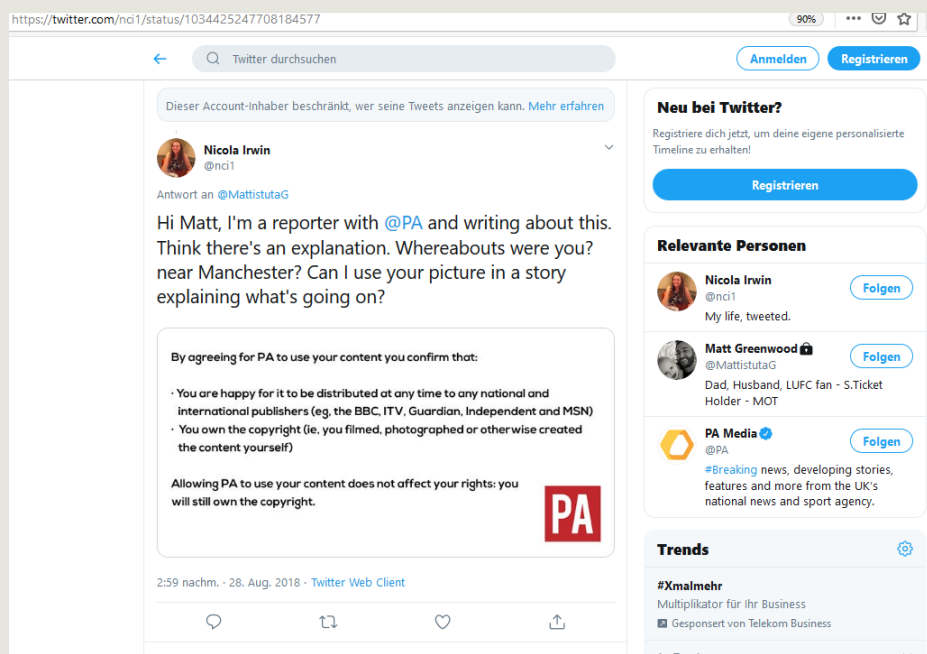 https://twitter.com/nci1/status/1034425247708184577
90%
Twitter durchsuchen
Anmelden
Registrieren
Dieser Account-Inhaber beschränkt, wer seine Tweets anzeigen kann. Mehr erfahren
Nicola Irwin
@nci1
Antwort an @MattistutaG
Hi Matt, I'm a reporter with @PA and writing about this.
Think there's an explanation. Whereabouts were you?
near Manchester? Can I use your picture in a story
explaining what's going on?
By agreeing for PA to use your content you confirm that:
· You are happy for it to be distributed at any time to any national and
international publishers (eg, the BBC, ITV, Guardian, Independent and MSN)
· You own the copyright (ie, you filmed, photographed or otherwise created
the content yourself)
Allowing PA to use your content does not affect your rights: you
will still own the copyright.
PA
2:59 nachm. · 28. Aug. 2018 · Twitter Web Client
Neu bei Twitter?
Registriere dich jetzt, um deine eigene personalisierte
Timeline zu erhalten!
Registrieren
Relevante Personen
Nicola Irwin
@nci1
Folgen
My life, tweeted.
Matt Greenwood
@MattistutaG
Folgen
Dad, Husband, LUFC fan - S.Ticket
Holder - MOT
PA Media
@PA
Folgen
#Breaking news, developing stories,
features and more from the UK's
national news and sport agency.
Trends
#Xmalmehr
Multiplikator für Ihr Business
Gesponsert von Telekom Business